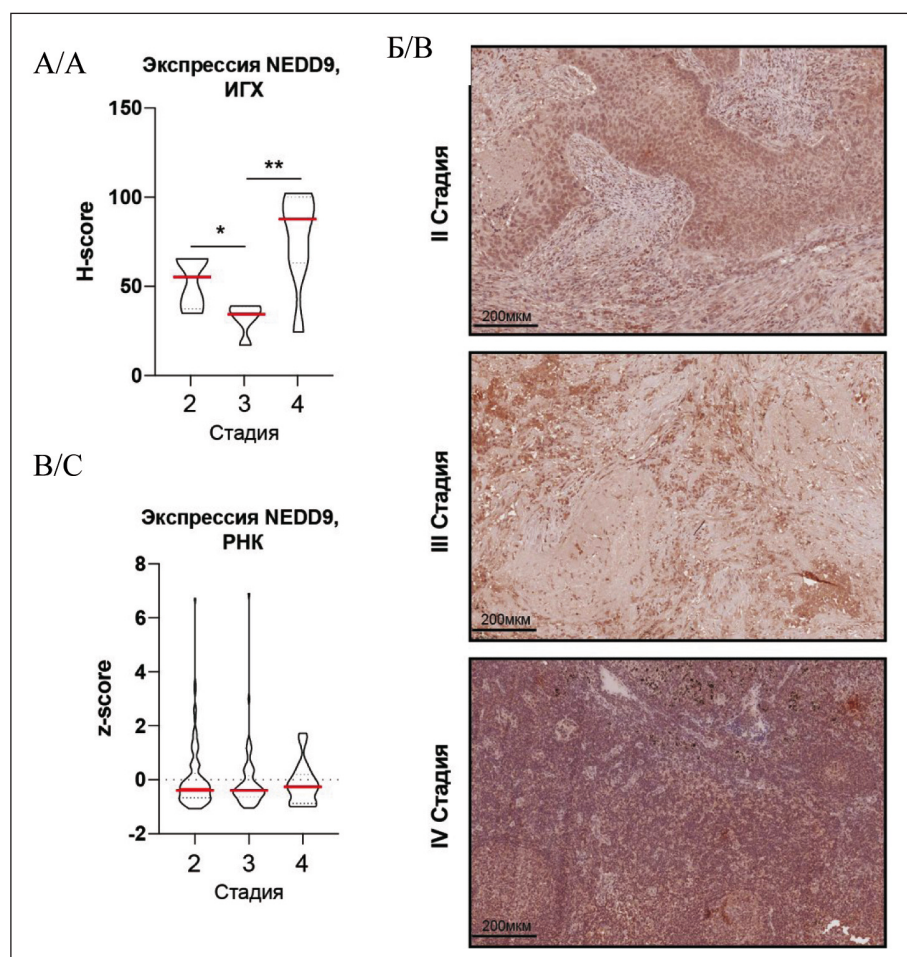 А/A
Экспрессия NEDD9,
ИГХ
150
100
50
0
H-score
*
**
2 3 4
Стадия
Б/B
II Стадия
200мкм
III Стадия
200мкм
IV Стадия
200мкм
В/C
Экспрессия NEDD9,
РНК
8
6
4
2
0
-2
z-score
2 3 4
Стадия